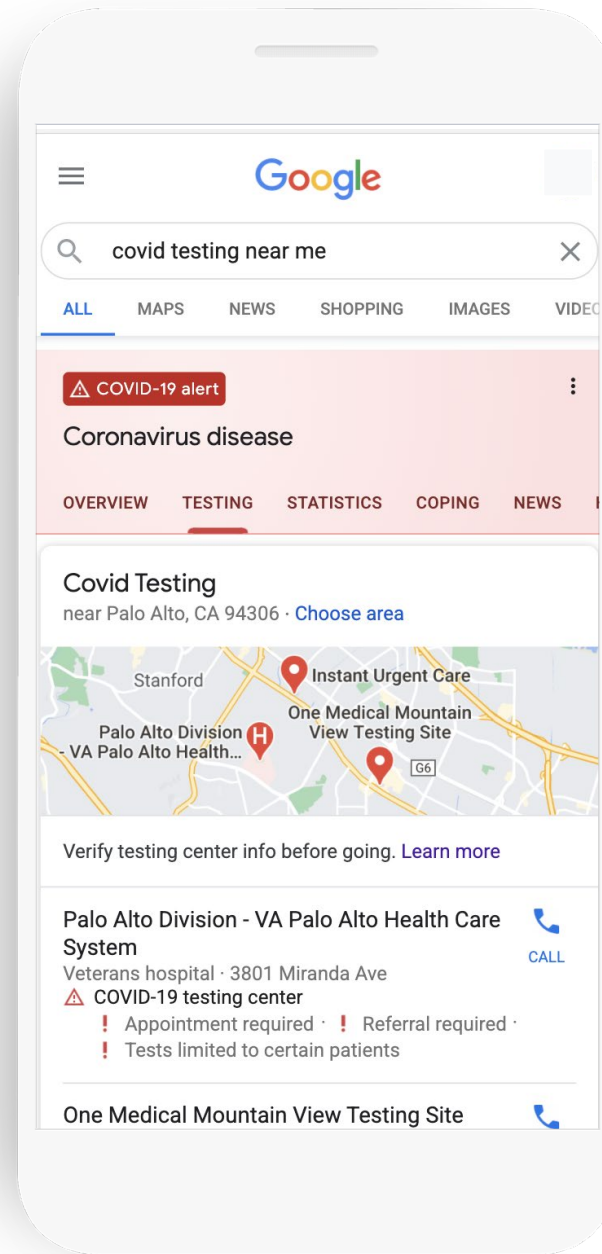 Google
covid testing near me
ALL MAPS NEWS SHOPPING IMAGES
COVID-19 alert
Coronavirus disease
OVERVIEW TESTING STATISTICS COPING NEWS
Covid Testing
near Palo Alto, CA 94306 · Choose area
Stanford
Instant Urgent Care
One Medical Mountain
View Testing Site
Palo Alto Division
- VA Palo Alto Health...
H
G6
Verify testing center info before going. Learn more
Palo Alto Division - VA Palo Alto Health Care
System
CALL
Veterans hospital · 3801 Miranda Ave
COVID-19 testing center
! Appointment required · ! Referral required ·
! Tests limited to certain patients
One Medical Mountain View Testing Site